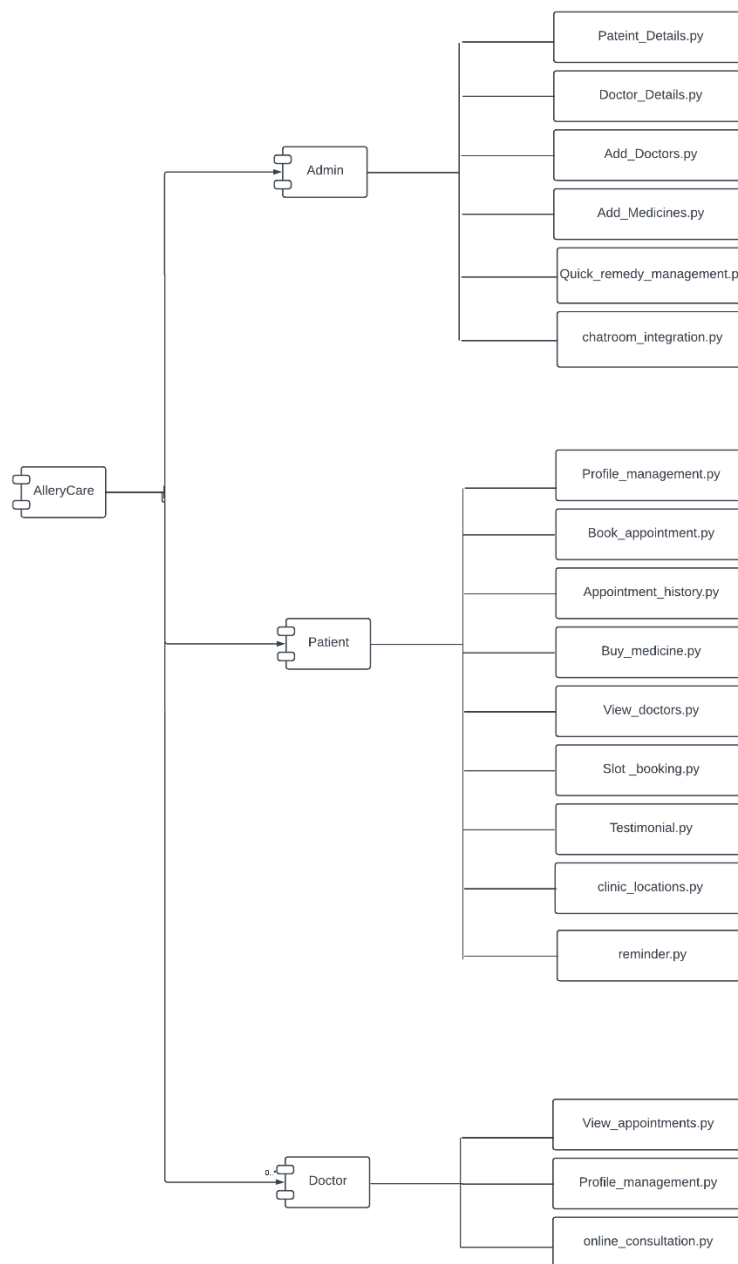 Pateint_Details.py
Doctor_Details.py
Add_Doctors.py
Admin
Add_Medicines.py
Quick_remedy_management.p
chatroom_integration.py
AlleryCare
Profile_management.py
Book_appointment.py
Appointment_history.py
Patient
Buy_medicine.py
View_doctors.py
Slot _booking.py
Testimonial.py
clinic_locations.py
reminder.py
View_appointments.py
Doctor
Profile_management.py
online_consultation.py